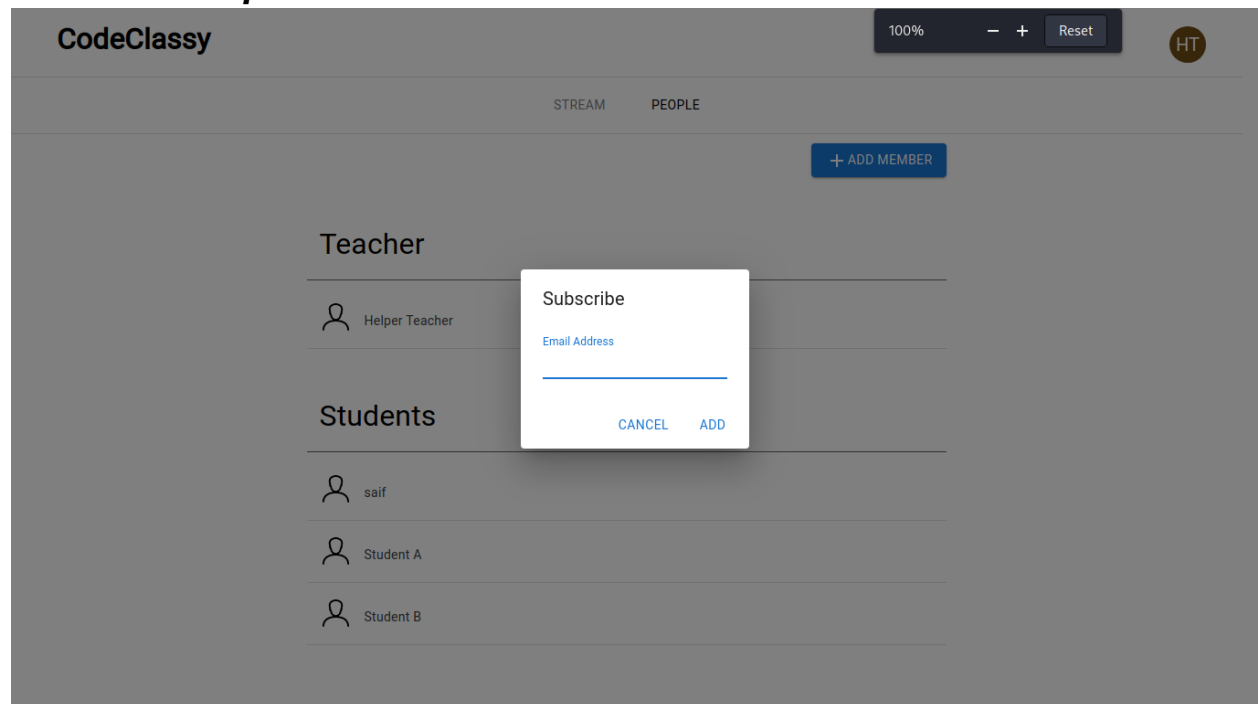 CodeClassy
100% − + Reset
HT
STREAM PEOPLE
+ ADD MEMBER
Teacher
Helper Teacher
Subscribe
Email Address
CANCEL ADD
Students
saif
Student A
Student B